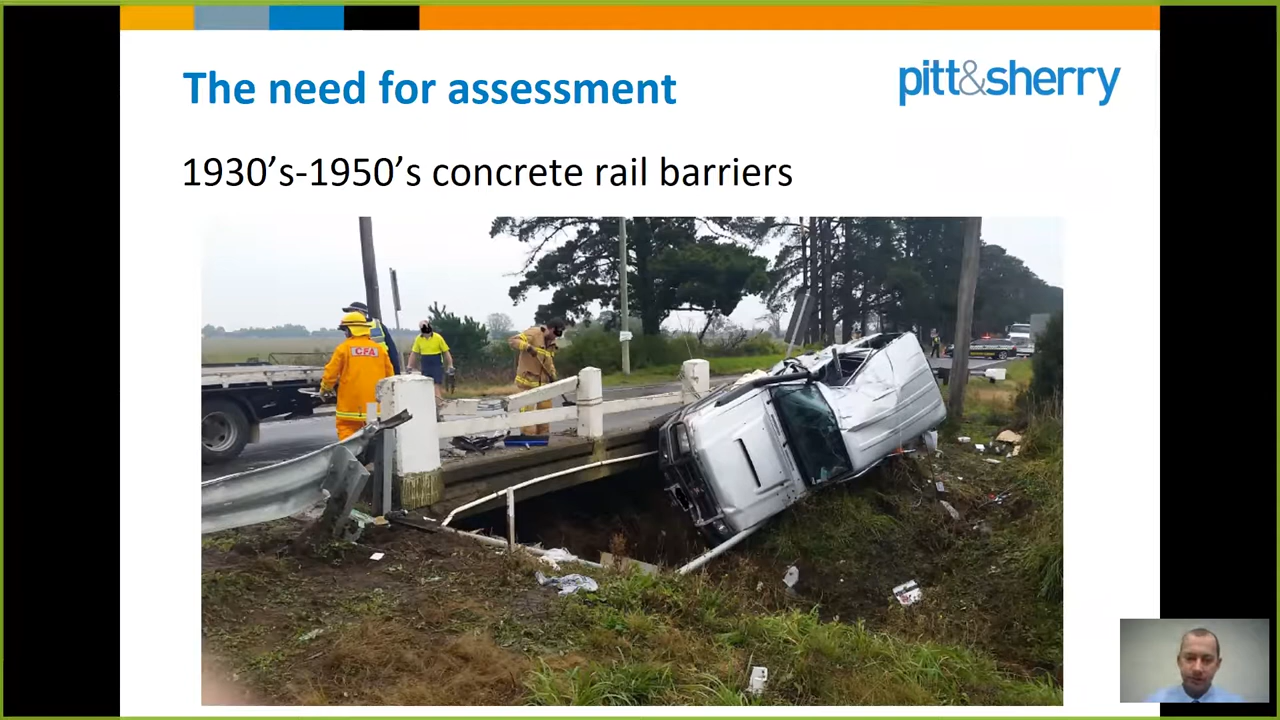 The need for assessment
pitt&sherry
1930’s-1950’s concrete rail barriers
CFA